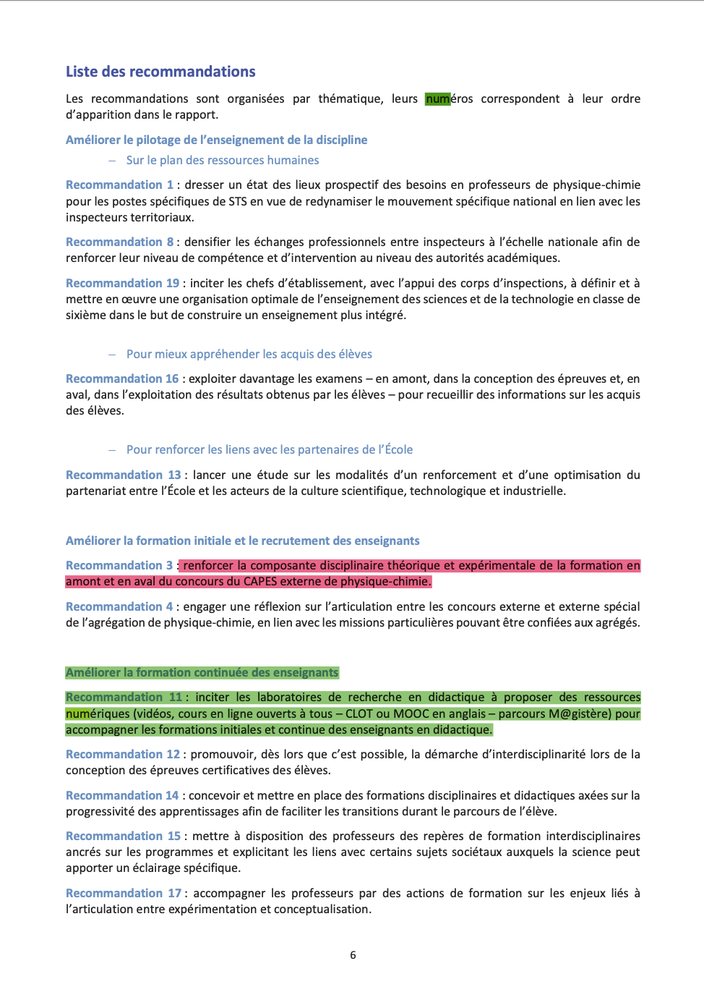 Liste des recommandations
Les recommandations sont organisées par thématique, leurs numéros correspondent à leur ordre
d’apparition dans le rapport.
Améliorer le pilotage de l’enseignement de la discipline
– Sur le plan des ressources humaines
Recommandation 1 : dresser un état des lieux prospectif des besoins en professeurs de physique-chimie
pour les postes spécifiques de STS en vue de redynamiser le mouvement spécifique national en lien avec les
inspecteurs territoriaux.
Recommandation 8 : densifier les échanges professionnels entre inspecteurs à l’échelle nationale afin de
renforcer leur niveau de compétence et d’intervention au niveau des autorités académiques.
Recommandation 19 : inciter les chefs d’établissement, avec l’appui des corps d’inspections, à définir et à
mettre en œuvre une organisation optimale de l’enseignement des sciences et de la technologie en classe de
sixième dans le but de construire un enseignement plus intégré.
– Pour mieux appréhender les acquis des élèves
Recommandation 16 : exploiter davantage les examens – en amont, dans la conception des épreuves et, en
aval, dans l’exploitation des résultats obtenus par les élèves – pour recueillir des informations sur les acquis
des élèves.
– Pour renforcer les liens avec les partenaires de l’École
Recommandation 13 : lancer une étude sur les modalités d’un renforcement et d’une optimisation du
partenariat entre l’École et les acteurs de la culture scientifique, technologique et industrielle.
Améliorer la formation initiale et le recrutement des enseignants
Recommandation 3 : renforcer la composante disciplinaire théorique et expérimentale de la formation en
amont et en aval du concours du CAPES externe de physique-chimie.
Recommandation 4 : engager une réflexion sur l’articulation entre les concours externe et externe spécial
de l’agrégation de physique-chimie, en lien avec les missions particulières pouvant être confiées aux agrégés.
Améliorer la formation continuée des enseignants
Recommandation 11 : inciter les laboratoires de recherche en didactique à proposer des ressources
numériques (vidéos, cours en ligne ouverts à tous – CLOT ou MOOC en anglais – parcours M@gistère) pour
accompagner les formations initiales et continue des enseignants en didactique.
Recommandation 12 : promouvoir, dès lors que c’est possible, la démarche d’interdisciplinarité lors de la
conception des épreuves certificatives des élèves.
Recommandation 14 : concevoir et mettre en place des formations disciplinaires et didactiques axées sur la
progressivité des apprentissages afin de faciliter les transitions durant le parcours de l’élève.
Recommandation 15 : mettre à disposition des professeurs des repères de formation interdisciplinaires
ancrés sur les programmes et explicitant les liens avec certains sujets sociétaux auxquels la science peut
apporter un éclairage spécifique.
Recommandation 17 : accompagner les professeurs par des actions de formation sur les enjeux liés à
l’articulation entre expérimentation et conceptualisation.
6